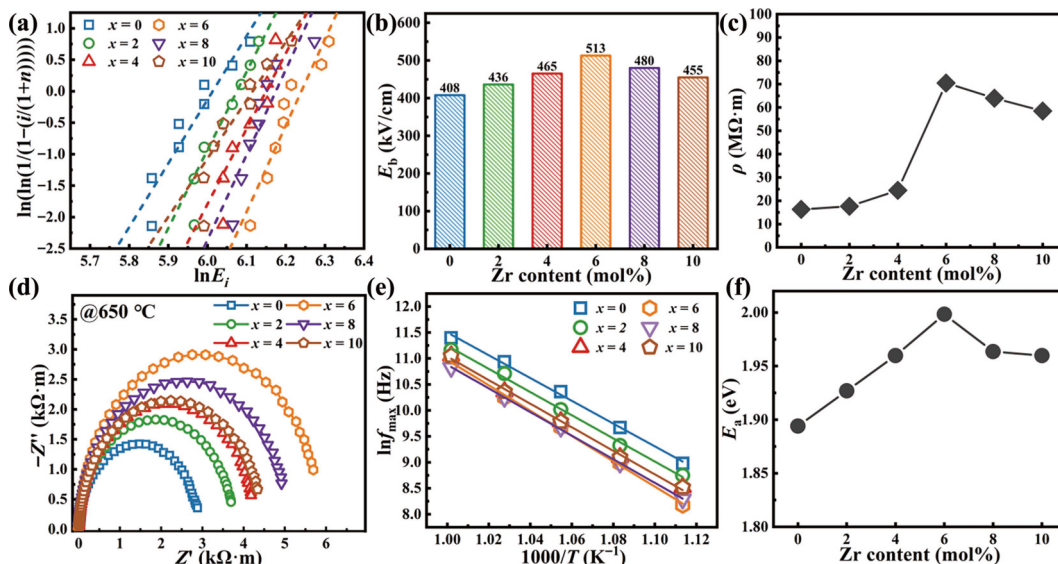 (a)
x = 0
x = 6
x = 2
x = 8
x = 4
x = 10
ln(ln(1/(1−(i/(1+n)))))
1.0
0.0
−1.0
−1.5
−2.0
−2.5
5.7 5.8 5.9 6.0 6.1 6.2 6.3 6.4
lnEi
(b)
Eb (kV/cm)
600
500
400
300
200
100
0
408
436
465
513
480
455
0 2 4 6 8 10
Zr content (mol%)
(c)
ρ (MΩ·m)
100
90
80
70
60
50
40
30
20
10
0
0 2 4 6 8 10
Zr content (mol%)
(d)
@650 °C
x = 0
x = 6
x = 2
x = 8
x = 4
x = 10
−Z'' (kΩ·m)
3.5
3.0
2.5
2.0
1.5
1.0
0.5
0.0
0 1 2 3 4 5 6 7
Z' (kΩ·m)
(e)
x = 0
x = 6
x = 2
x = 8
x = 4
x = 10
lnfmax (Hz)
12.0
11.5
11.0
10.5
10.0
9.5
9.0
8.5
8.0
1.00 1.02 1.04 1.06 1.08 1.10 1.12
1000/T (K−1)
(f)
Ea (eV)
2.00
1.95
1.90
1.85
1.80
0 2 4 6 8 10
Zr content (mol%)